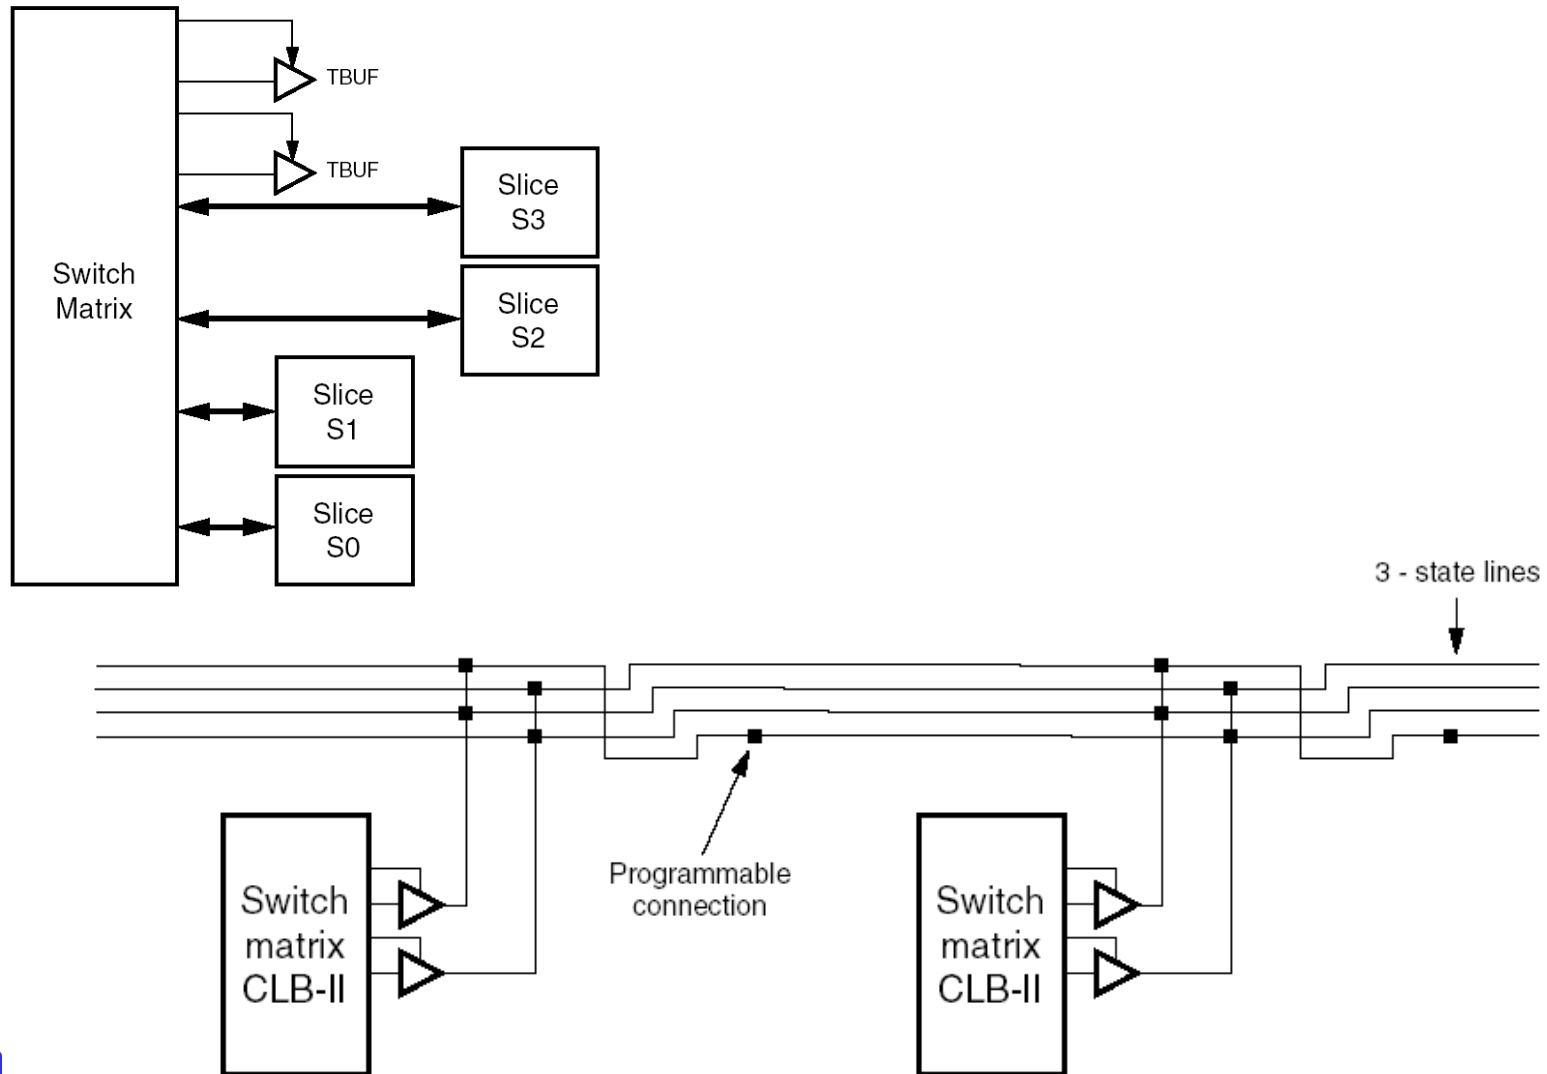 TBUF
TBUF
Slice
S3
Switch
Matrix
Slice
S2
Slice
S1
Slice
S0
3 - state lines
Programmable
connection
Switch
matrix
CLB-II
Switch
matrix
CLB-II